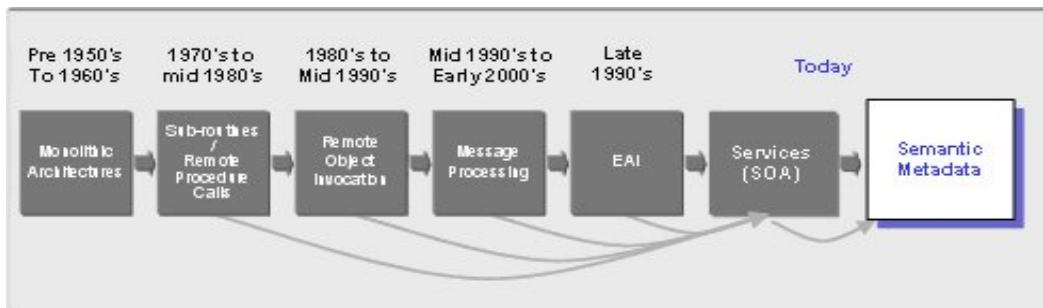 Pre 1950's
To 1960's
1970's to
mid 1980's
1980's to
Mid 1990's
Mid 1990's to
Early 2000's
Late
1990's
Today
Monolithic
Architectures
Sub-routines
/
Remote
Procedure
Calls
Remote
Object
Invocation
Message
Processing
EAI
Services
(SOA)
Semantic
Metadata